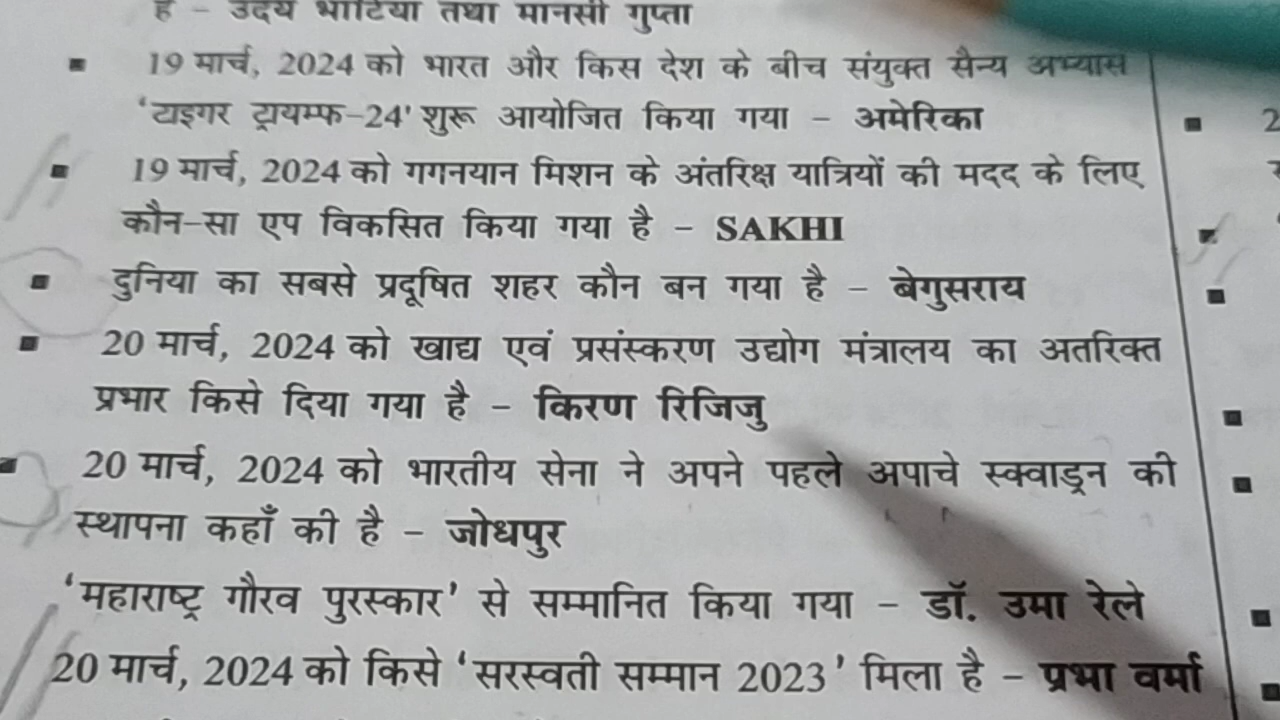 है – उदय भाटिया तथा मानसी गुप्ता
▪ 19 मार्च, 2024 को भारत और किस देश के बीच संयुक्त सैन्य अभ्यास
'टाइगर ट्रायम्फ-24' शुरू आयोजित किया गया – अमेरिका
▪ 19 मार्च, 2024 को गगनयान मिशन के अंतरिक्ष यात्रियों की मदद के लिए
कौन-सा एप विकसित किया गया है – SAKHI
▪ दुनिया का सबसे प्रदूषित शहर कौन बन गया है – बेगुसराय
▪ 20 मार्च, 2024 को खाद्य एवं प्रसंस्करण उद्योग मंत्रालय का अतरिक्त
प्रभार किसे दिया गया है – किरण रिजिजु
▪ 20 मार्च, 2024 को भारतीय सेना ने अपने पहले अपाचे स्क्वाड्रन की
स्थापना कहाँ की है – जोधपुर
'महाराष्ट्र गौरव पुरस्कार' से सम्मानित किया गया – डॉ. उमा रेले
20 मार्च, 2024 को किसे 'सरस्वती सम्मान 2023' मिला है – प्रभा वर्मा